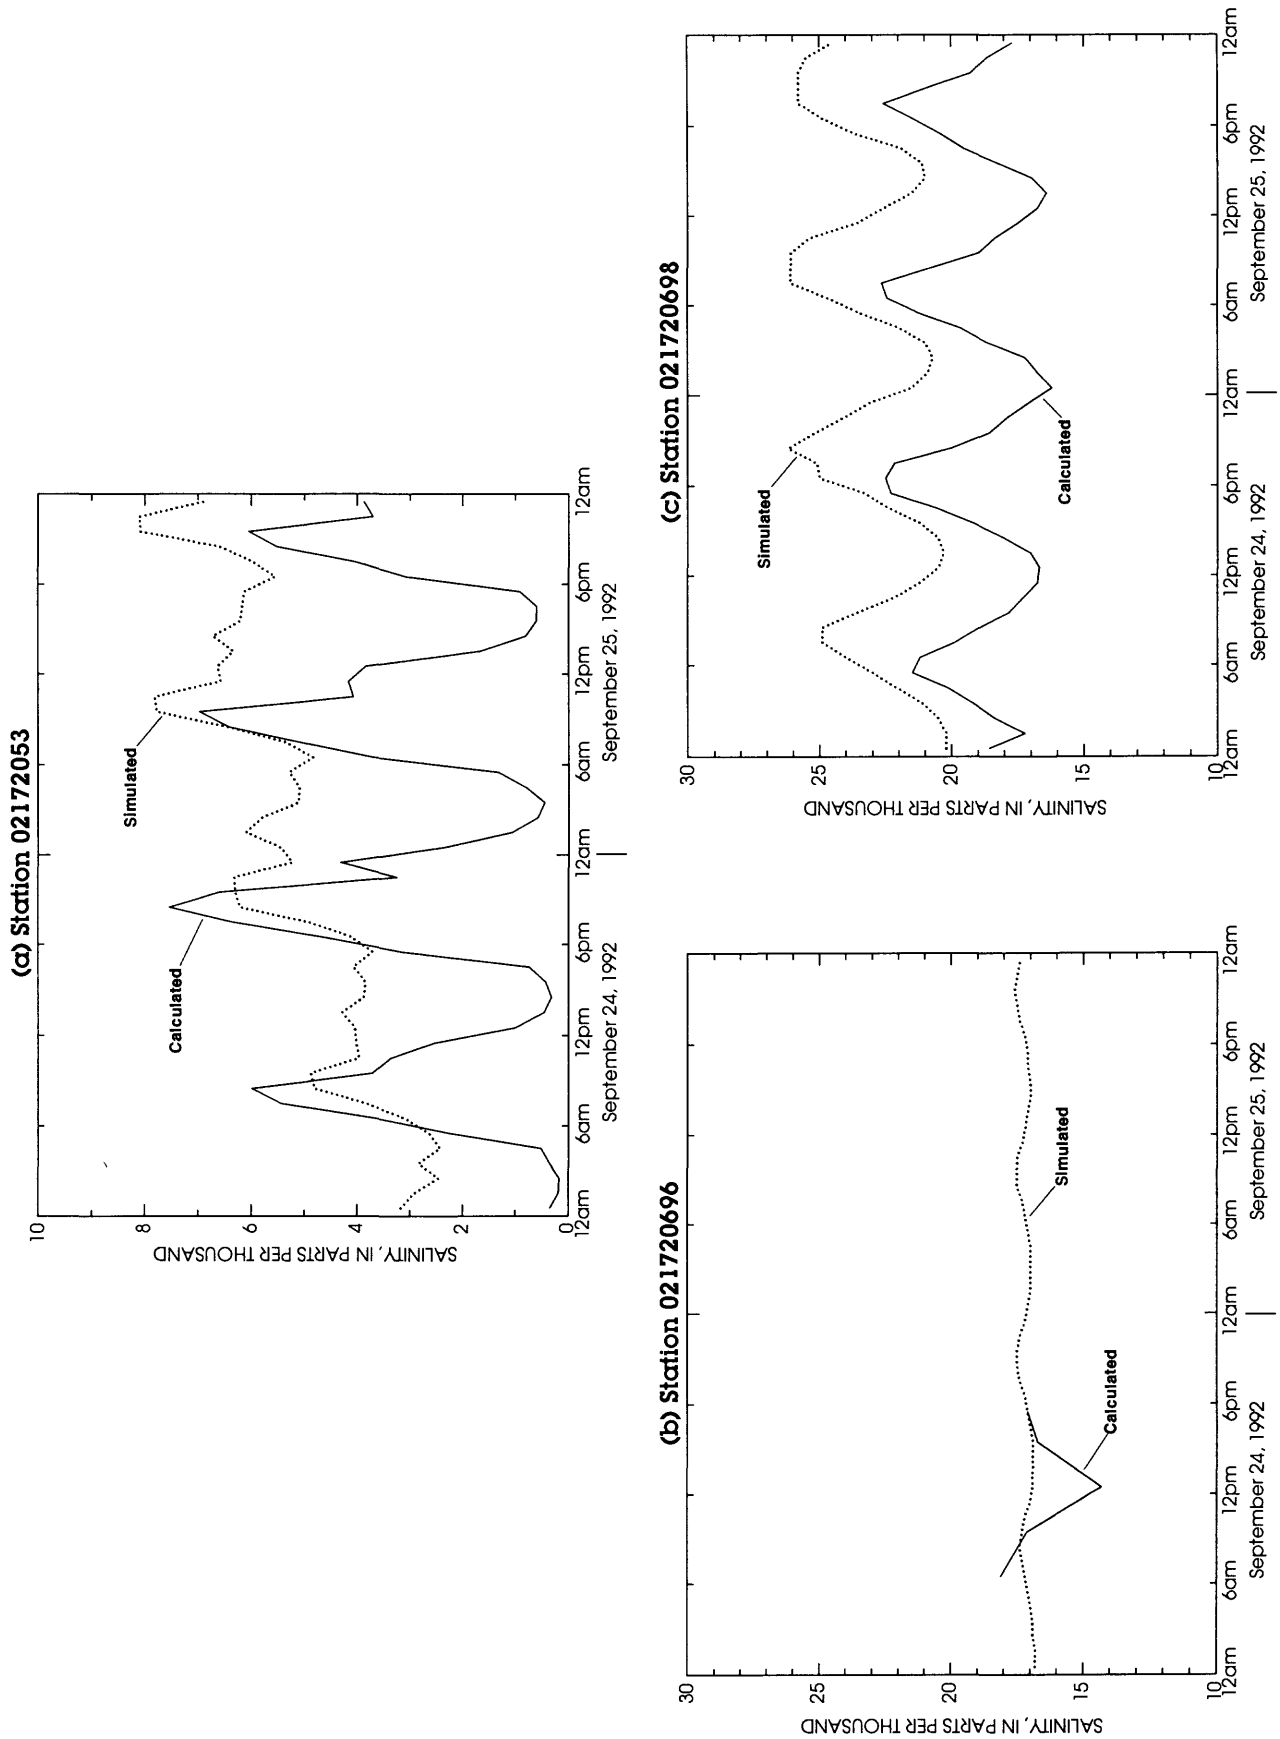 (a) Station 02172053
SALINITY, IN PARTS PER THOUSAND
10
8
6
4
2
0
Simulated
Calculated
12am 6am 12pm 6pm 12am 6am 12pm 6pm 12am
September 24, 1992 September 25, 1992
(b) Station 021720696
SALINITY, IN PARTS PER THOUSAND
30
25
20
15
10
Simulated
Calculated
12am 6am 12pm 6pm 12am 6am 12pm 6pm 12am
September 24, 1992 September 25, 1992
(c) Station 021720698
SALINITY, IN PARTS PER THOUSAND
30
25
20
15
10
Simulated
Calculated
12am 6am 12pm 6pm 12am 6am 12pm 6pm 12am
September 24, 1992 September 25, 1992